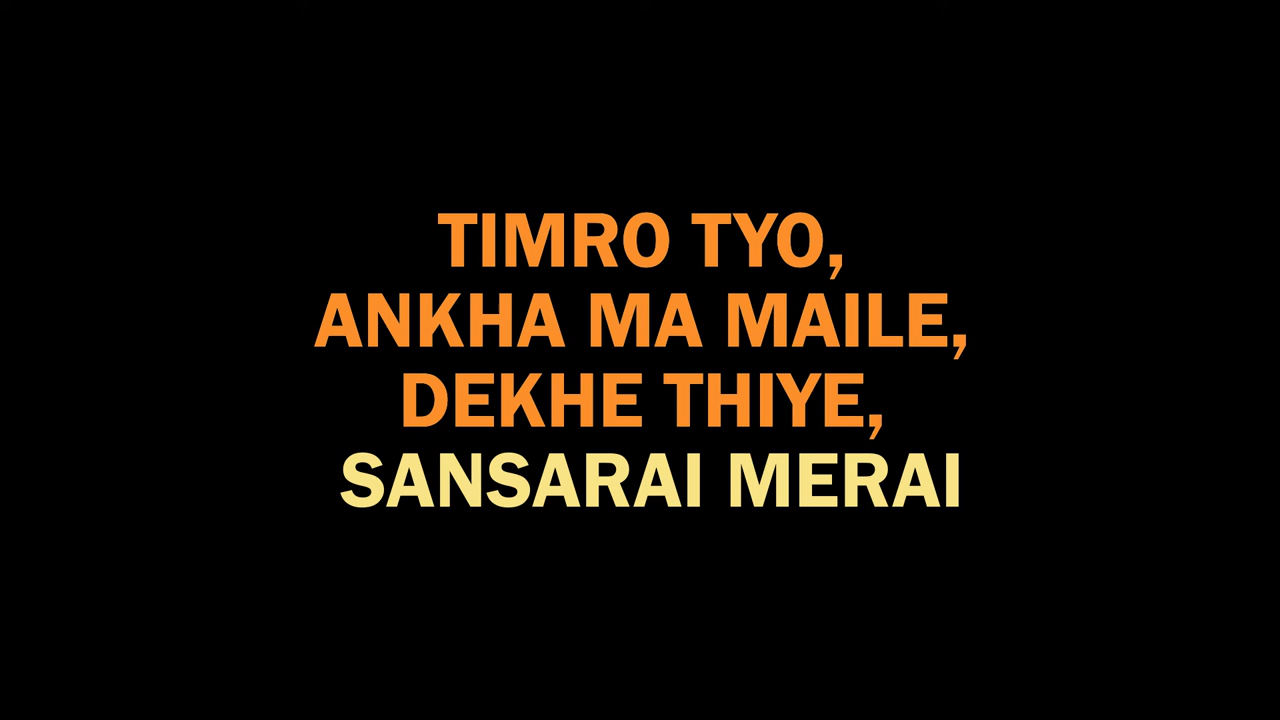 TIMRO TYO,
ANKHA MA MAILE,
DEKHE THIYE,
SANSARAI MERAI